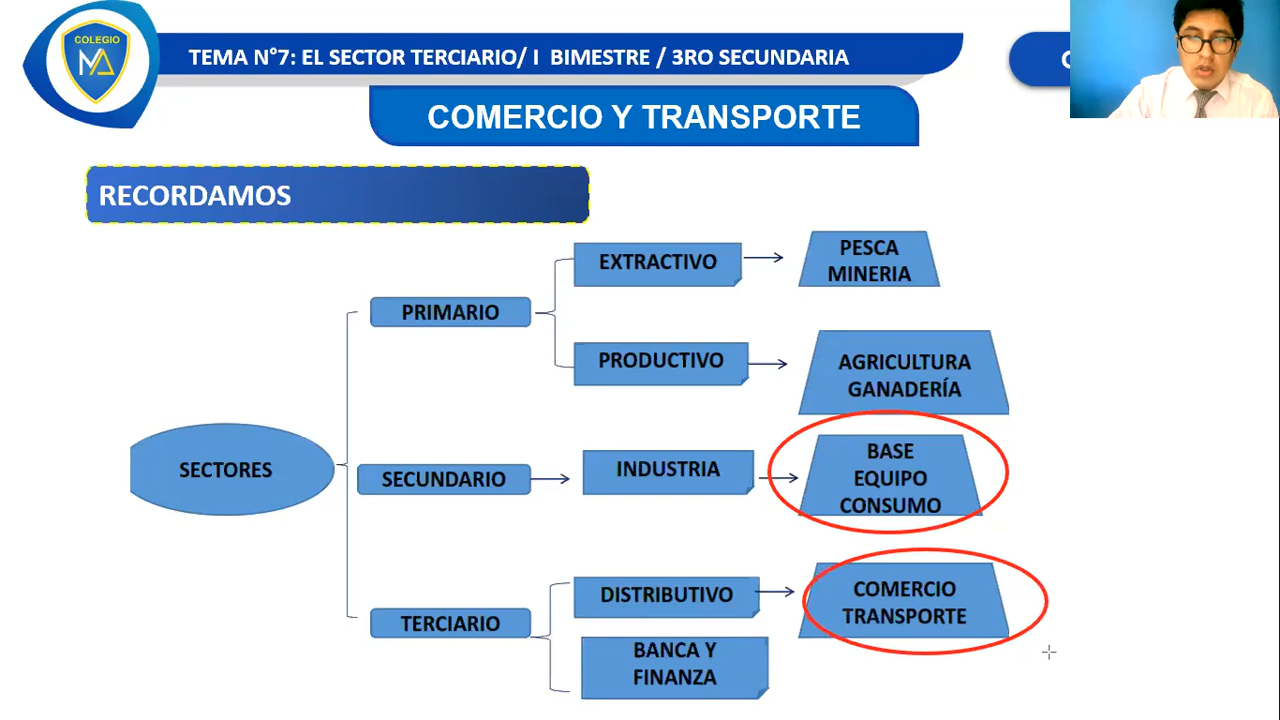 COLEGIO
MA
TEMA N°7: EL SECTOR TERCIARIO/ I BIMESTRE / 3RO SECUNDARIA
COMERCIO Y TRANSPORTE
RECORDAMOS
SECTORES
PRIMARIO
EXTRACTIVO
PESCA
MINERIA
PRODUCTIVO
AGRICULTURA
GANADERÍA
SECUNDARIO
INDUSTRIA
BASE
EQUIPO
CONSUMO
TERCIARIO
DISTRIBUTIVO
COMERCIO
TRANSPORTE
BANCA Y
FINANZA